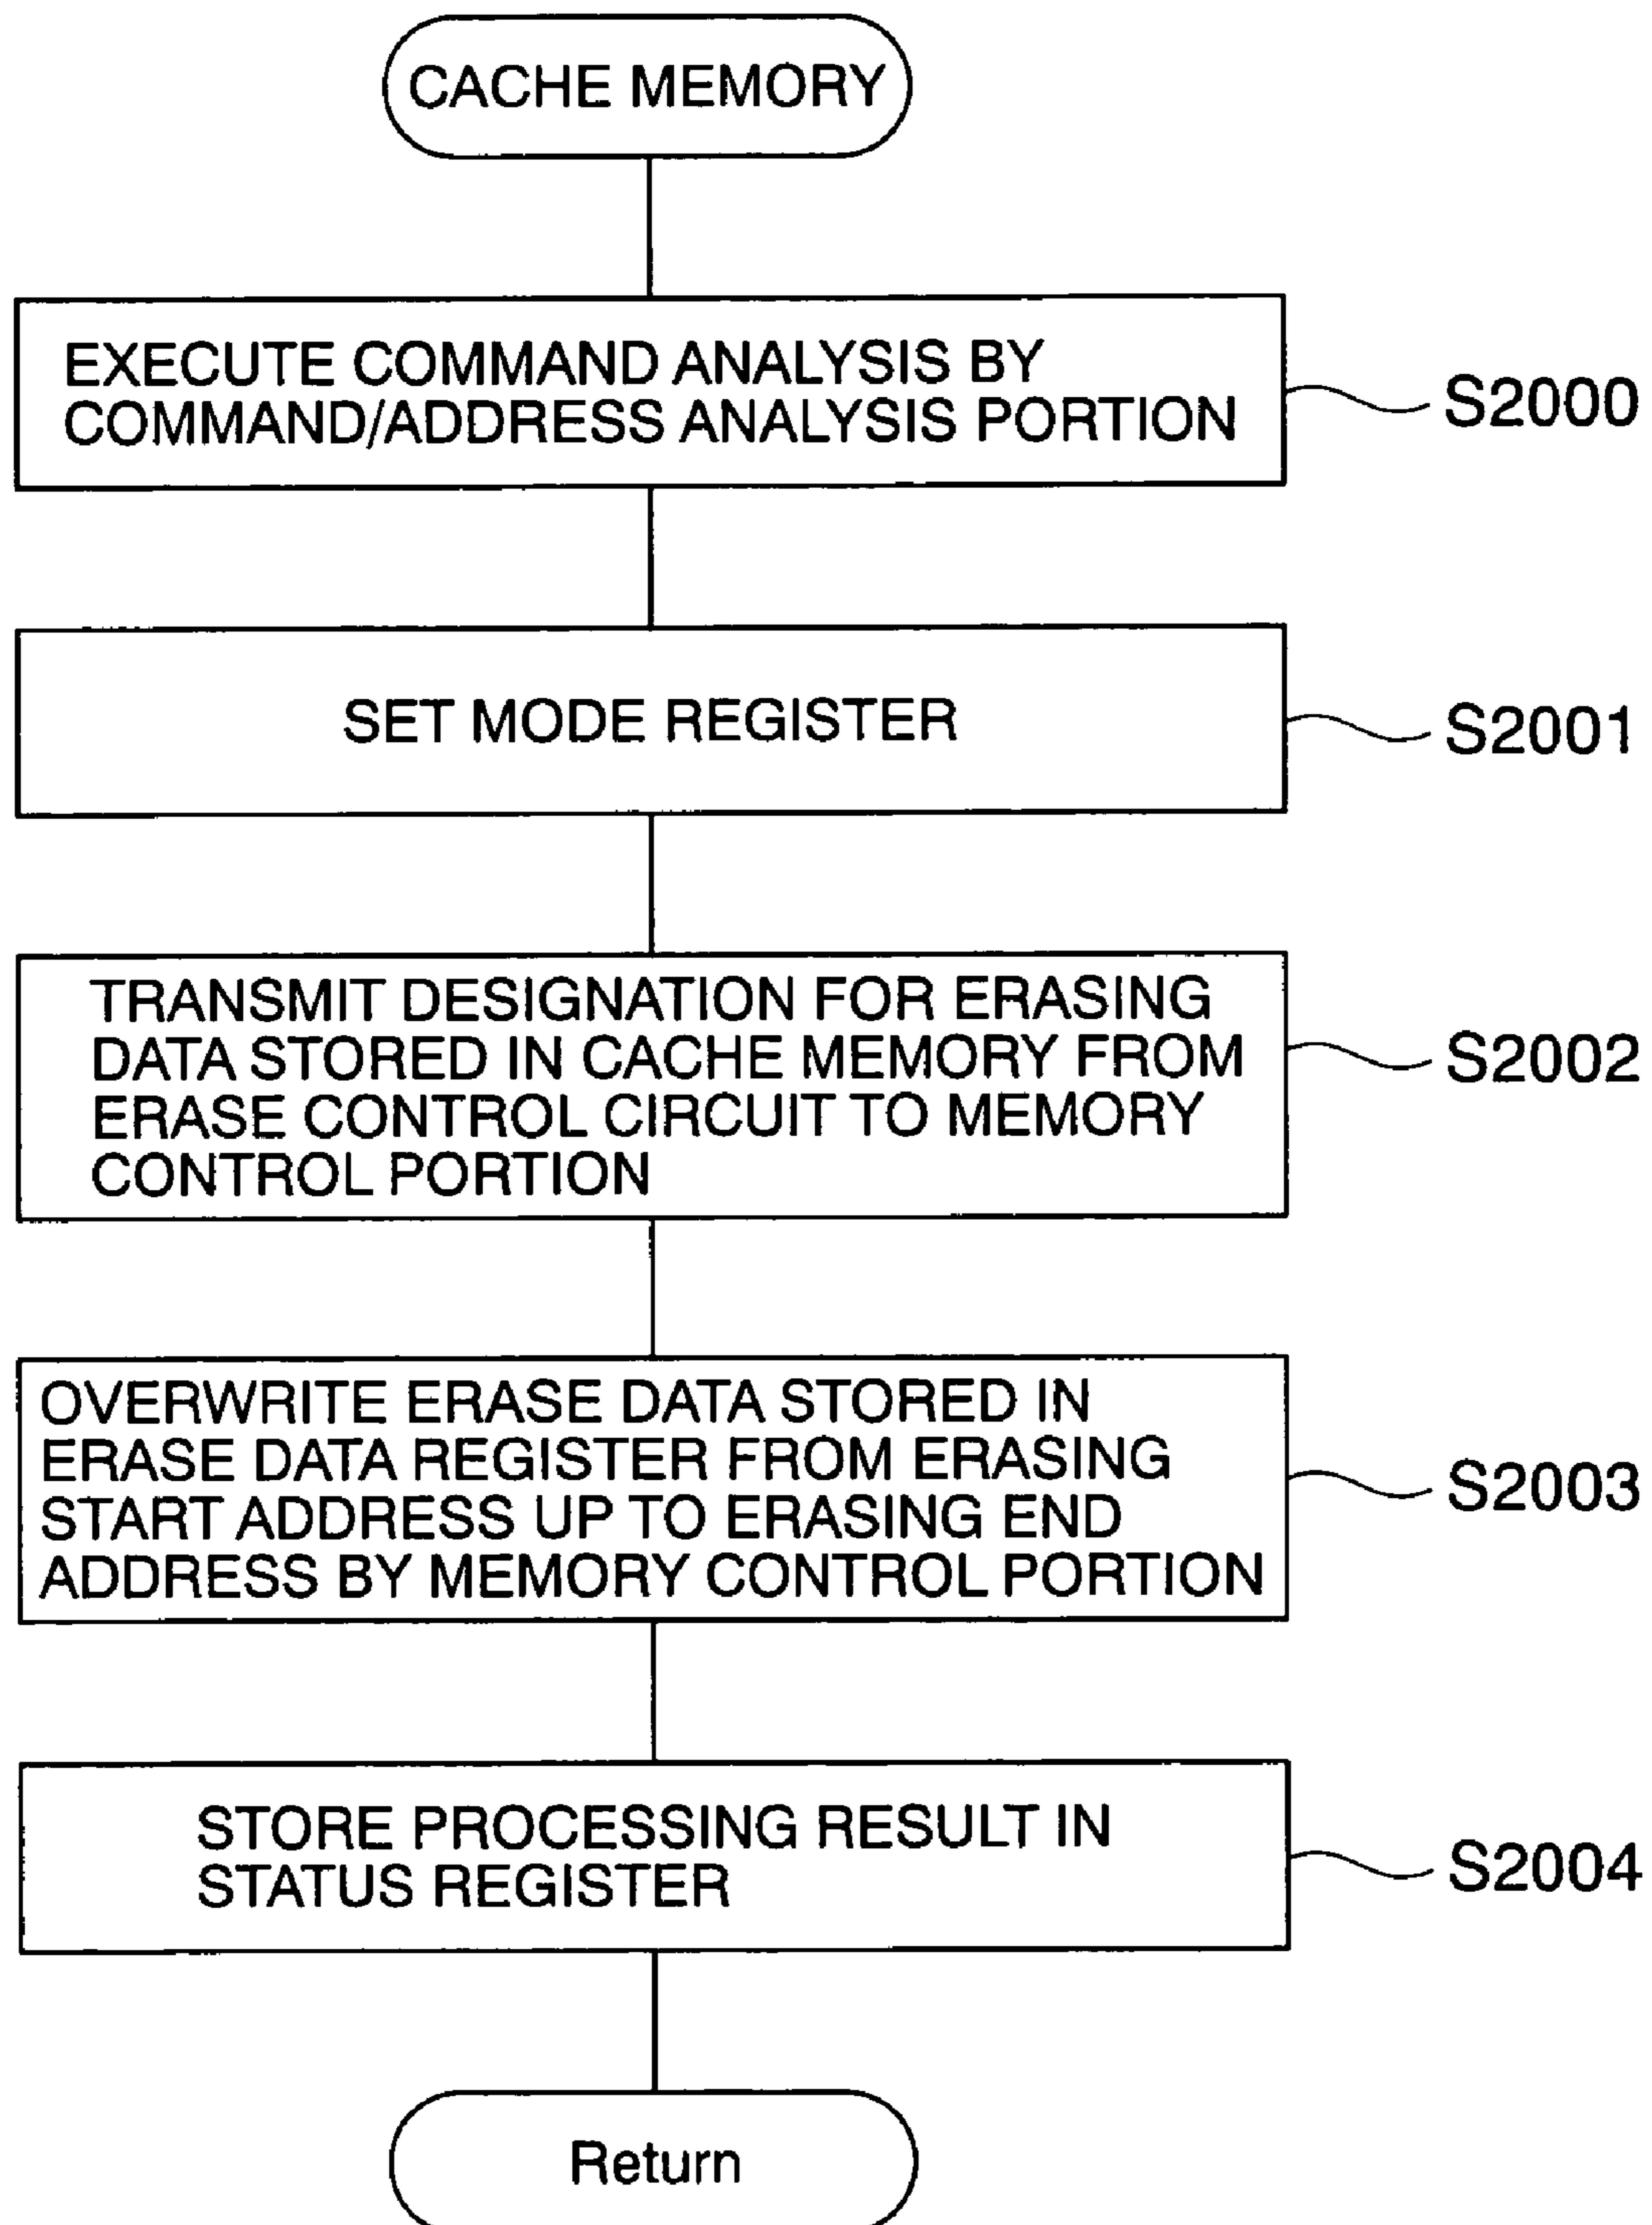 CACHE MEMORY
EXECUTE COMMAND ANALYSIS BY
COMMAND/ADDRESS ANALYSIS PORTION
S2000
SET MODE REGISTER
S2001
TRANSMIT DESIGNATION FOR ERASING
DATA STORED IN CACHE MEMORY FROM
ERASE CONTROL CIRCUIT TO MEMORY
CONTROL PORTION
S2002
OVERWRITE ERASE DATA STORED IN
ERASE DATA REGISTER FROM ERASING
START ADDRESS UP TO ERASING END
ADDRESS BY MEMORY CONTROL PORTION
S2003
STORE PROCESSING RESULT IN
STATUS REGISTER
S2004
Return